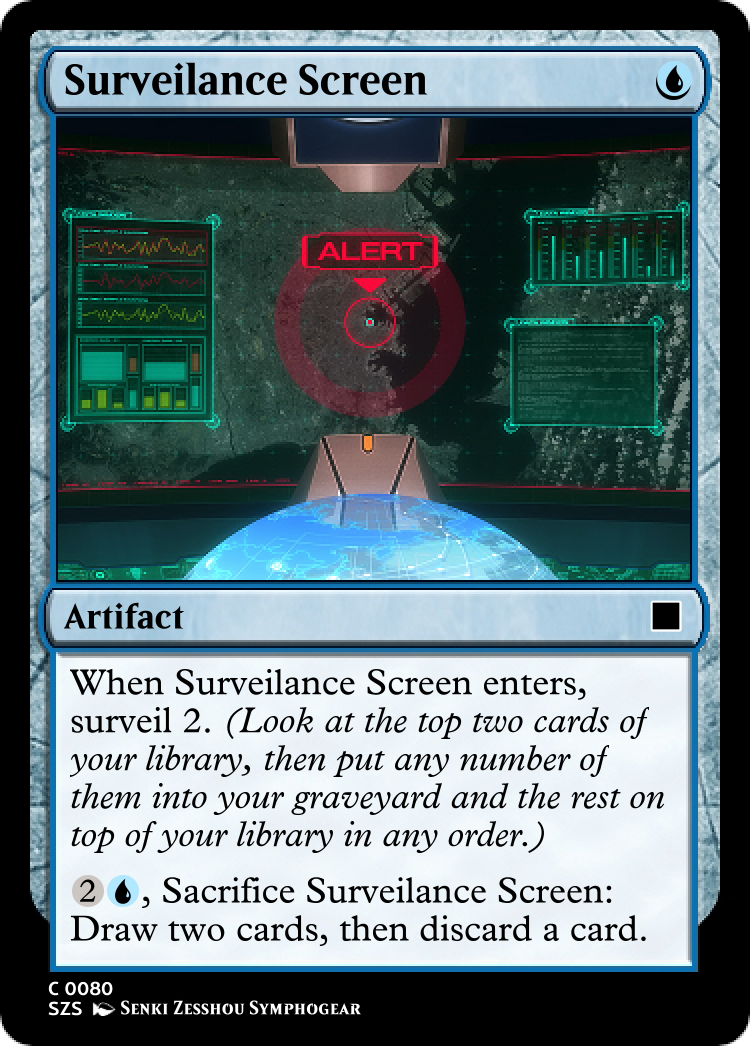 Surveilance Screen
ALERT
Artifact
When Surveilance Screen enters,
surveil 2. (Look at the top two cards of
your library, then put any number of
them into your graveyard and the rest on
top of your library in any order.)
2, Sacrifice Surveilance Screen:
Draw two cards, then discard a card.
C 0080
SZS Senki Zesshou Symphogear